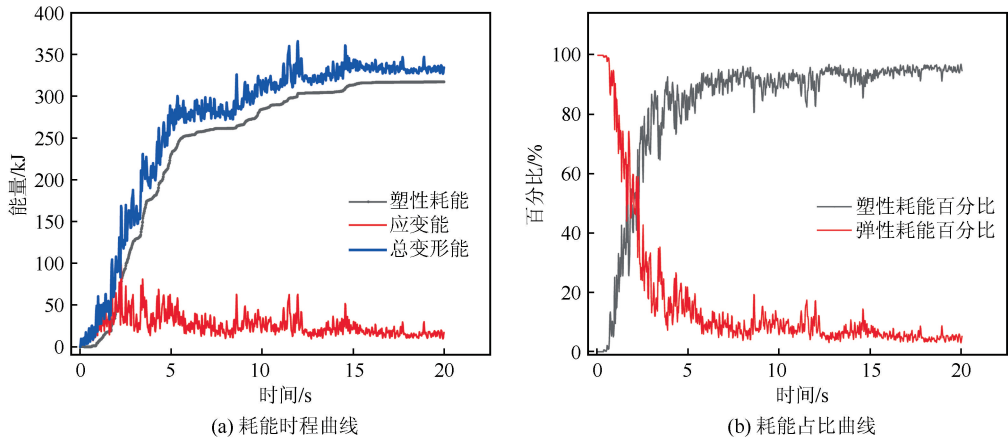 400
350
300
250
200
150
100
50
0
能量/kJ
塑性耗能
应变能
总变形能
0 5 10 15 20
时间/s
(a) 耗能时程曲线
100
80
60
40
20
0
百分比/%
塑性耗能百分比
弹性耗能百分比
0 5 10 15 20
时间/s
(b) 耗能占比曲线